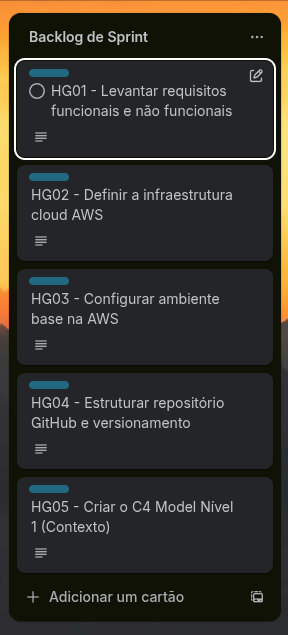 Backlog de Sprint
HG01 - Levantar requisitos
funcionais e não funcionais
HG02 - Definir a infraestrutura
cloud AWS
HG03 - Configurar ambiente
base na AWS
HG04 - Estruturar repositório
GitHub e versionamento
HG05 - Criar o C4 Model Nível
1 (Contexto)
Adicionar um cartão